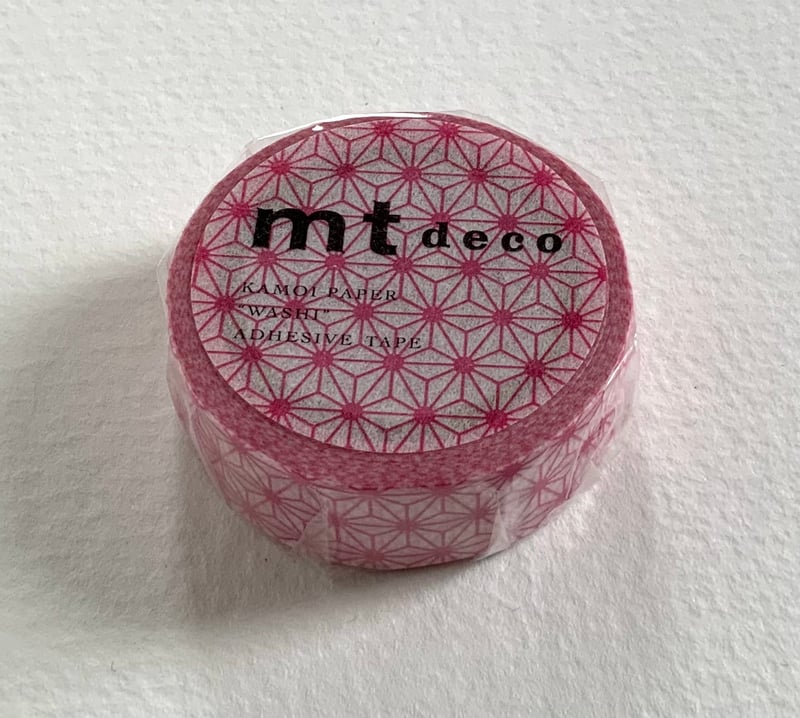 mt deco
KAMOI PAPER
"WASHI"
ADHESIVE TAPE